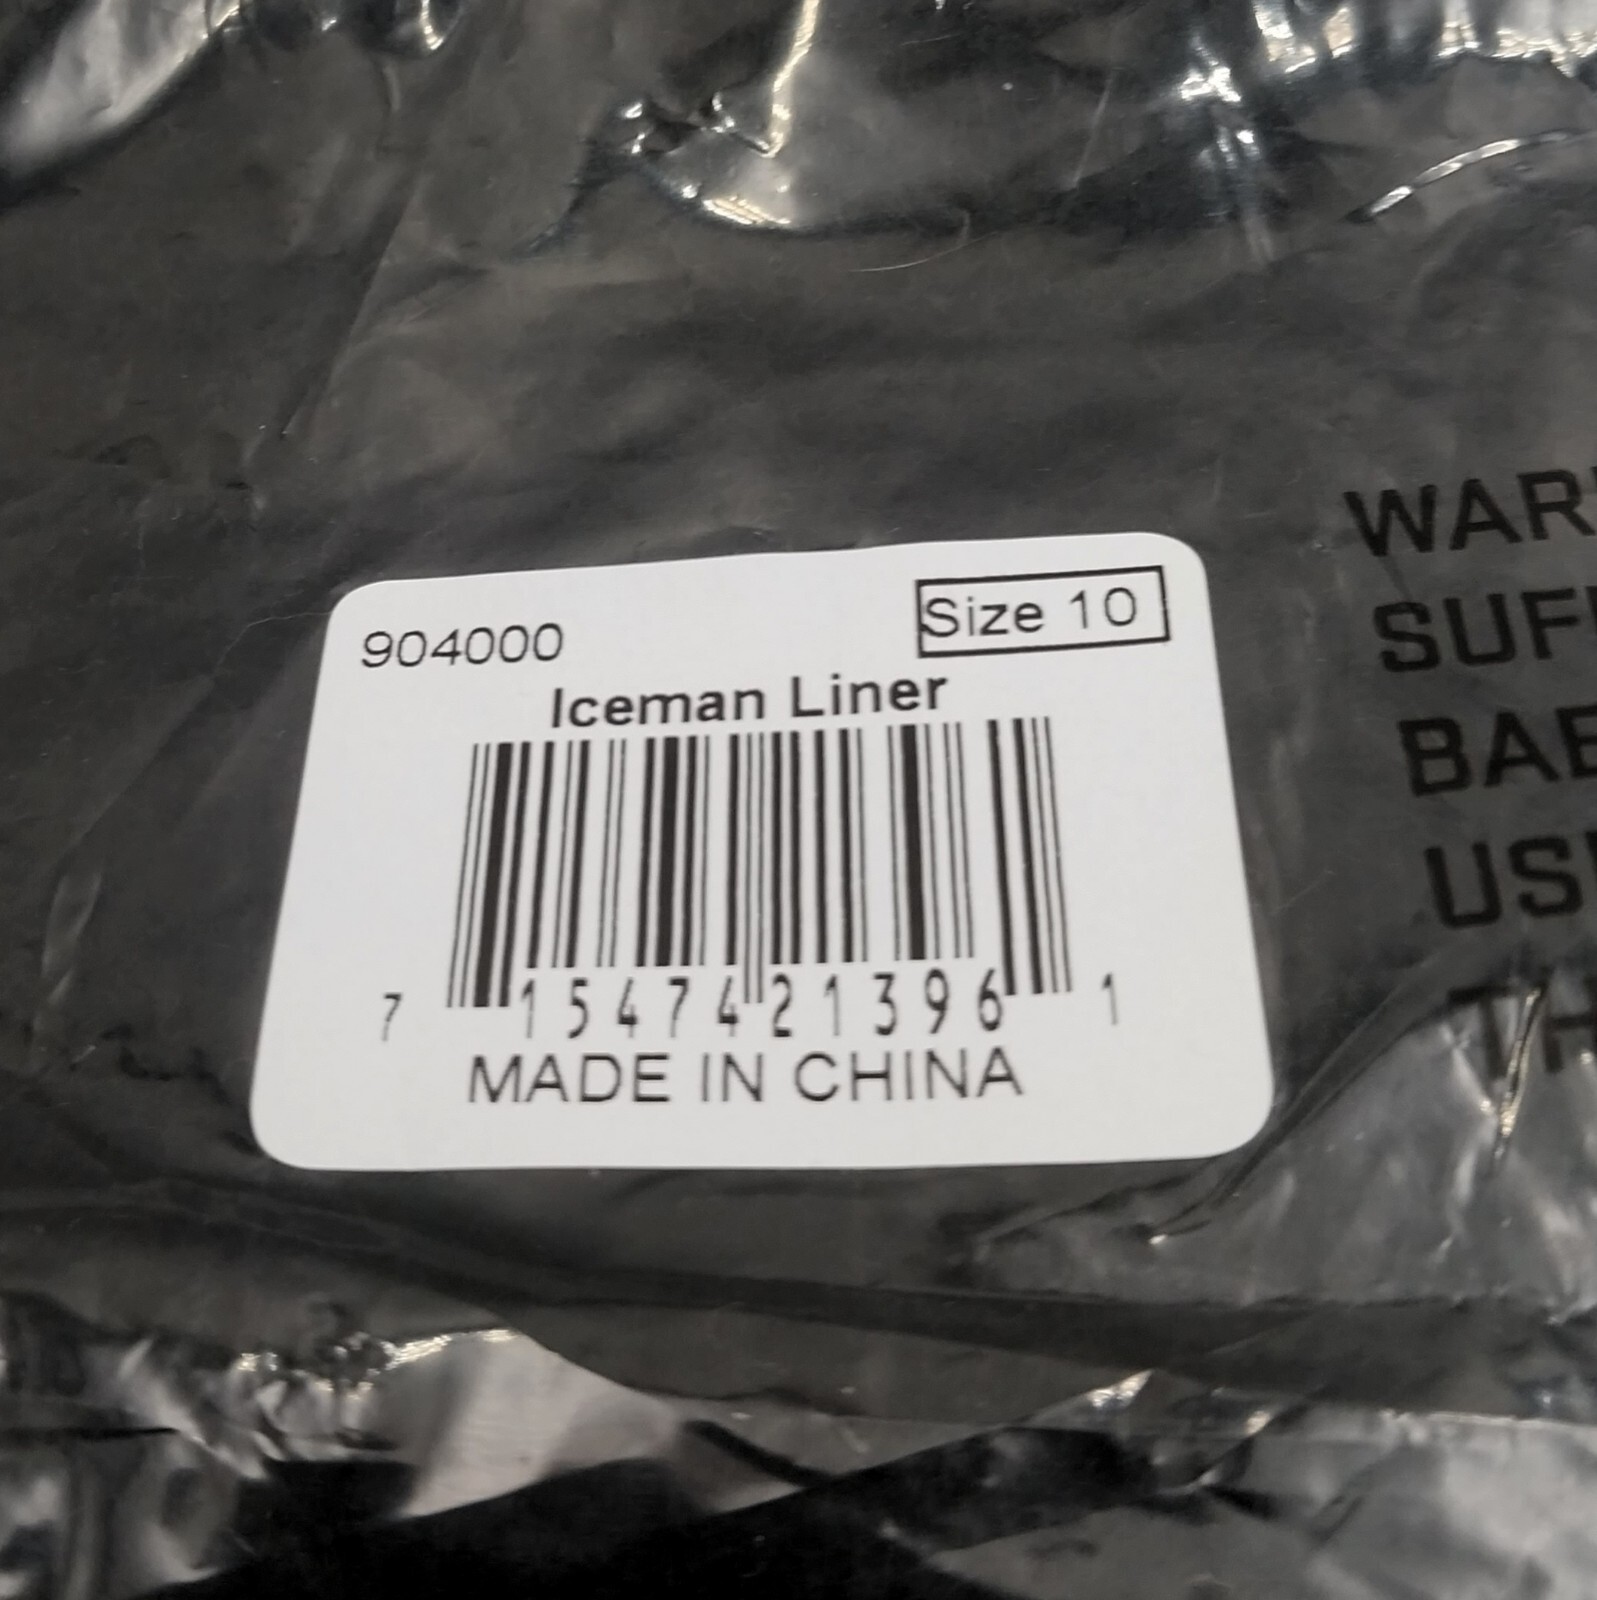 904000
Size 10
Iceman Liner
7 15474 21396 1
MADE IN CHINA